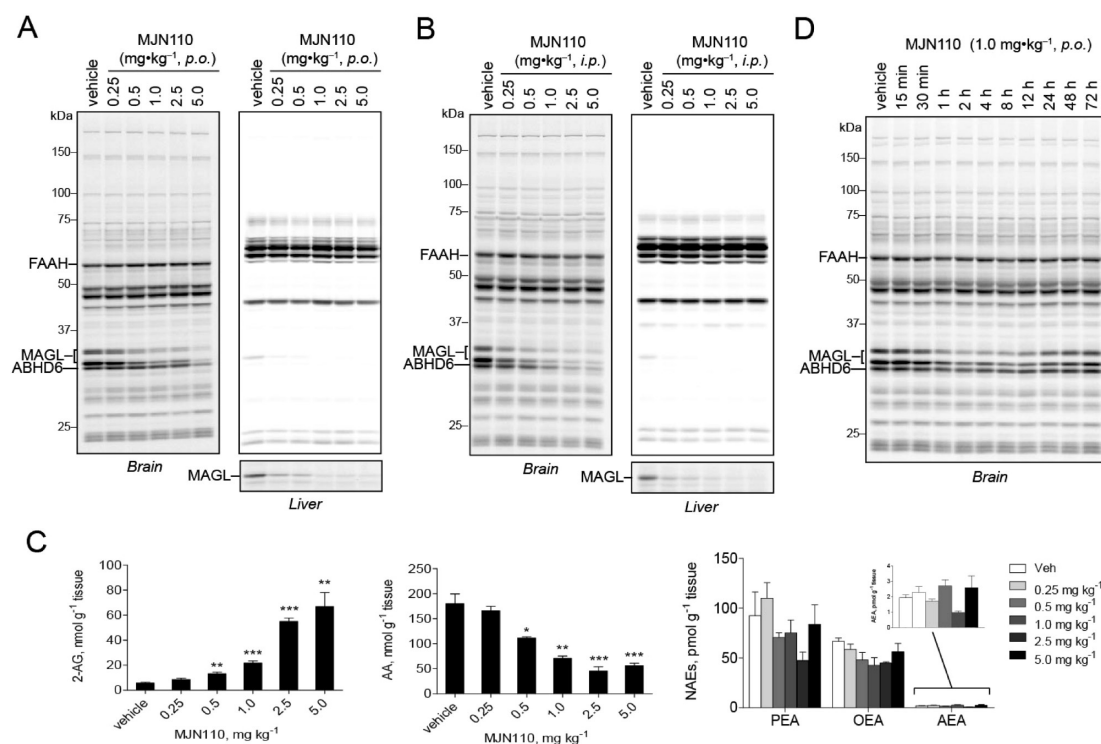 A
MJN110
(mg•kg⁻¹, p.o.)
MJN110
(mg•kg⁻¹, p.o.)
vehicle
0.25
0.5
1.0
2.5
5.0
vehicle
0.25
0.5
1.0
2.5
5.0
kDa
150
100
75
FAAH
50
37
MAGL
ABHD6
25
Brain
MAGL
Liver
B
MJN110
(mg•kg⁻¹, i.p.)
MJN110
(mg•kg⁻¹, i.p.)
vehicle
0.25
0.5
1.0
2.5
5.0
vehicle
0.25
0.5
1.0
2.5
5.0
kDa
150
100
75
FAAH
50
37
MAGL
ABHD6
25
Brain
MAGL
Liver
D
MJN110 (1.0 mg•kg⁻¹, p.o.)
vehicle
15 min
30 min
1 h
2 h
4 h
8 h
12 h
24 h
48 h
72 h
kDa
150
100
75
FAAH
50
37
MAGL
ABHD6
25
Brain
C
2-AG, nmol g⁻¹ tissue
100
80
60
40
20
0
**
***
***
**
vehicle
0.25
0.5
1.0
2.5
5.0
MJN110, mg kg⁻¹
AA, nmol g⁻¹ tissue
250
200
150
100
50
0
*
**
***
***
vehicle
0.25
0.5
1.0
2.5
5.0
MJN110, mg kg⁻¹
NAEs, pmol g⁻¹ tissue
150
100
50
0
PEA
OEA
AEA
AEA, pmol g⁻¹ tissue
4
3
2
1
0
Veh
0.25 mg kg⁻¹
0.5 mg kg⁻¹
1.0 mg kg⁻¹
2.5 mg kg⁻¹
5.0 mg kg⁻¹